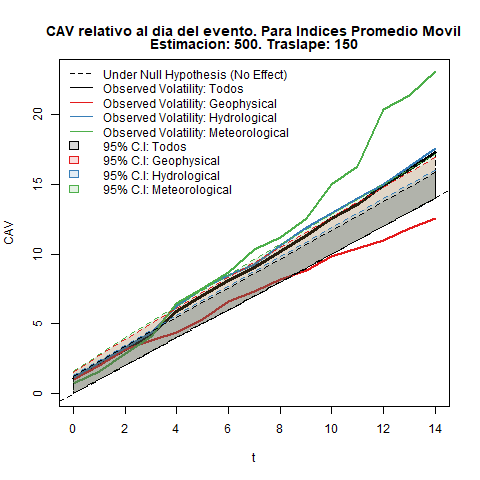 CAV relativo al dia del evento. Para Indices Promedio Movil
Estimacion: 500. Traslape: 150
Under Null Hypothesis (No Effect)
Observed Volatility: Todos
Observed Volatility: Geophysical
Observed Volatility: Hydrological
Observed Volatility: Meteorological
95% C.I: Todos
95% C.I: Geophysical
95% C.I: Hydrological
95% C.I: Meteorological
CAV
20
15
10
5
0
0 2 4 6 8 10 12 14
t